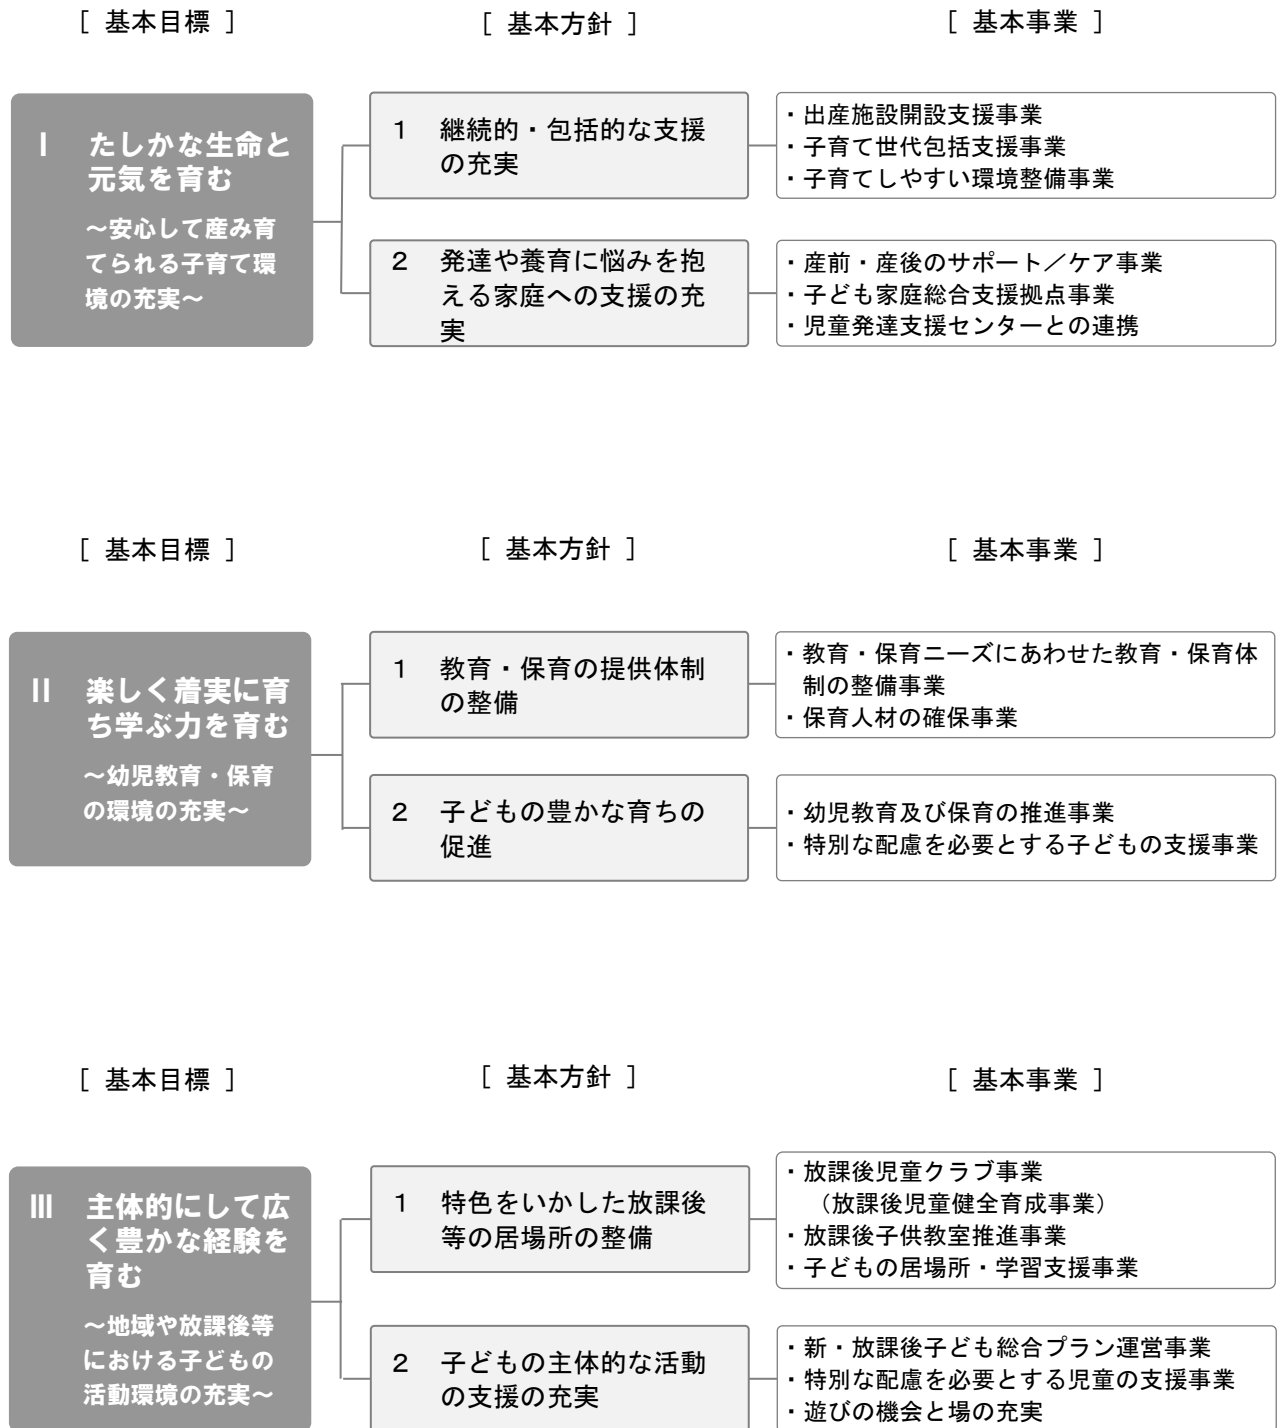 [ 基本目標 ]
[ 基本方針 ]
[ 基本事業 ]
Ⅰ たしかな生命と
元気を育む
～安心して産み育
てられる子育て環
境の充実～
1 継続的・包括的な支援
の充実
・出産施設開設支援事業
・子育て世代包括支援事業
・子育てしやすい環境整備事業
2 発達や養育に悩みを抱
える家庭への支援の充
実
・産前・産後のサポート／ケア事業
・子ども家庭総合支援拠点事業
・児童発達支援センターとの連携
[ 基本目標 ]
[ 基本方針 ]
[ 基本事業 ]
Ⅱ 楽しく着実に育
ち学ぶ力を育む
～幼児教育・保育
の環境の充実～
1 教育・保育の提供体制
の整備
・教育・保育ニーズにあわせた教育・保育体
制の整備事業
・保育人材の確保事業
2 子どもの豊かな育ちの
促進
・幼児教育及び保育の推進事業
・特別な配慮を必要とする子どもの支援事業
[ 基本目標 ]
[ 基本方針 ]
[ 基本事業 ]
Ⅲ 主体的にして広
く豊かな経験を
育む
～地域や放課後等
における子どもの
活動環境の充実～
1 特色をいかした放課後
等の居場所の整備
・放課後児童クラブ事業
（放課後児童健全育成事業）
・放課後子供教室推進事業
・子どもの居場所・学習支援事業
2 子どもの主体的な活動
の支援の充実
・新・放課後子ども総合プラン運営事業
・特別な配慮を必要とする児童の支援事業
・遊びの機会と場の充実